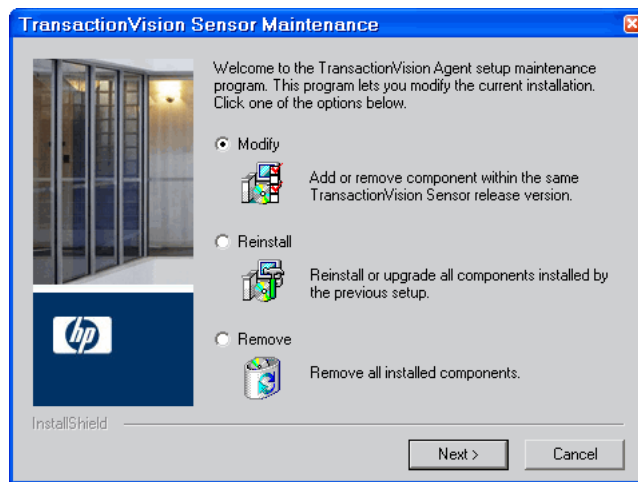 TransactionVision Sensor Maintenance
Welcome to the TransactionVision Agent setup maintenance
program. This program lets you modify the current installation.
Click one of the options below.
Modify
Add or remove component within the same
TransactionVision Sensor release version.
Reinstall
Reinstall or upgrade all components installed by
the previous setup.
hp
Remove
Remove all installed components.
InstallShield
Next >
Cancel